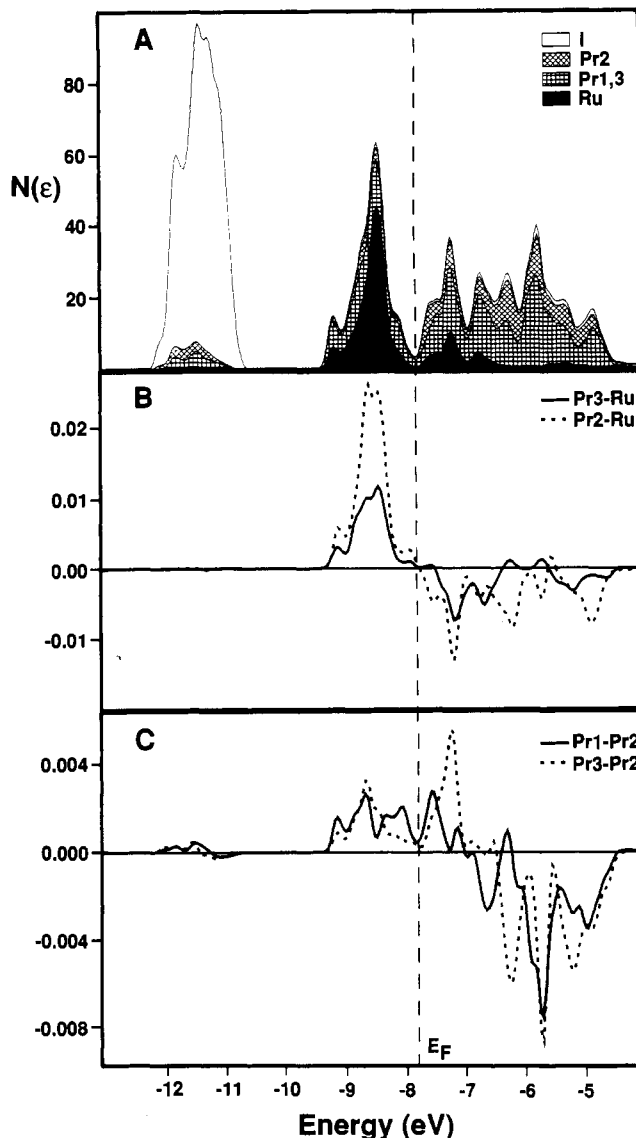 A
I
Pr2
Pr1,3
Ru
80
60
N(ε)
40
20
B
Pr3-Ru
Pr2-Ru
0.02
0.01
0.00
-0.01
C
Pr1-Pr2
Pr3-Pr2
0.004
0.000
-0.004
-0.008
EF
-12 -11 -10 -9 -8 -7 -6 -5
Energy (eV)